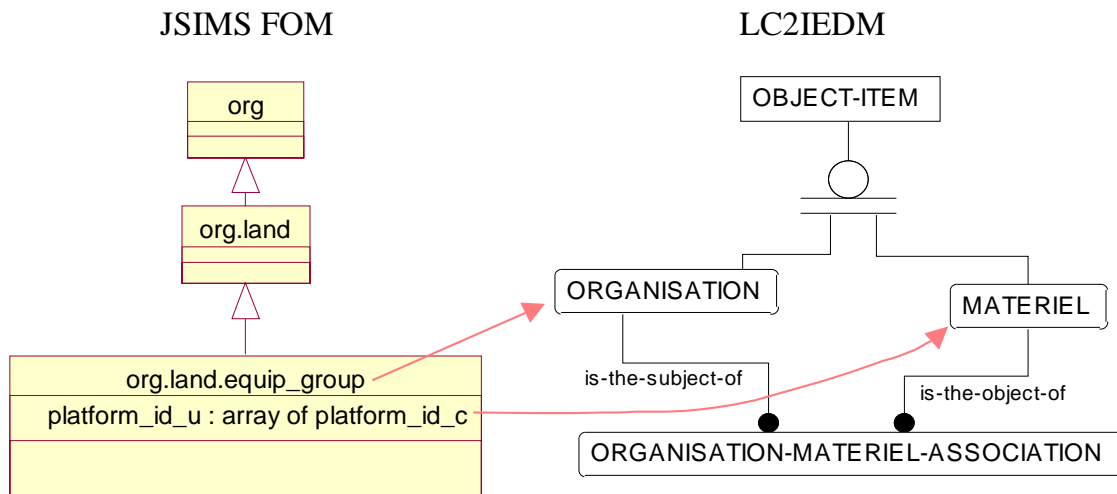 JSIMS FOM
LC2IEDM
org
OBJECT-ITEM
org.land
ORGANISATION
MATERIEL
org.land.equip_group
is-the-subject-of
is-the-object-of
platform_id_u : array of platform_id_c
ORGANISATION-MATERIEL-ASSOCIATION